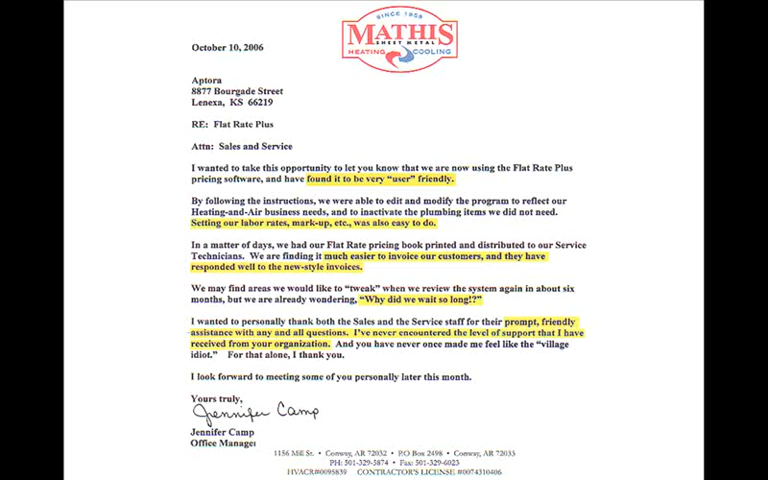 SINCE 1958
MATHIS
SHEET METAL
HEATING COOLING
October 10, 2006
Aptora
8877 Bourgade Street
Lenexa, KS 66219
RE: Flat Rate Plus
Attn: Sales and Service
I wanted to take this opportunity to let you know that we are now using the Flat Rate Plus
pricing software, and have found it to be very “user” friendly.
By following the instructions, we were able to edit and modify the program to reflect our
Heating-and-Air business needs, and to inactivate the plumbing items we did not need.
Setting our labor rates, mark-up, etc., was also easy to do.
In a matter of days, we had our Flat Rate pricing book printed and distributed to our Service
Technicians. We are finding it much easier to invoice our customers, and they have
responded well to the new-style invoices.
We may find areas we would like to “tweak” when we review the system again in about six
months, but we are already wondering, “Why did we wait so long!?”
I wanted to personally thank both the Sales and the Service staff for their prompt, friendly
assistance with any and all questions. I’ve never encountered the level of support that I have
received from your organization. And you have never once made me feel like the “village
idiot.” For that alone, I thank you.
I look forward to meeting some of you personally later this month.
Yours truly,
Jennifer Camp
Jennifer Camp
Office Manager
1156 Mill St. • Conway, AR 72032 • P.O Box 2498 • Conway, AR 72033
PH: 501-329-5874 • Fax: 501-329-6023
HVACR#0095839 CONTRACTOR'S LICENSE #0074310406